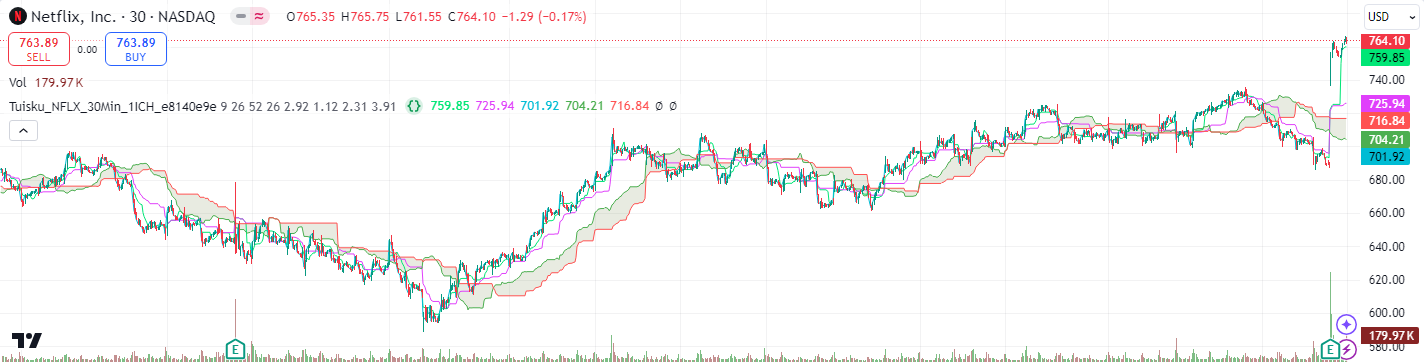 N Netflix, Inc. · 30 · NASDAQ O765.35 H765.75 L761.55 C764.10 −1.29 (−0.17%)
USD
763.89 SELL 0.00 763.89 BUY
Vol 179.97 K
Tuisku_NFLX_30Min_1ICH_e8140e9e 9 26 52 26 2.92 1.12 2.31 3.91 {} 759.85 725.94 701.92 704.21 716.84 Ø Ø
764.10
759.85
740.00
725.94
716.84
704.21
701.92
680.00
660.00
640.00
620.00
600.00
179.97 K
580.00
E E